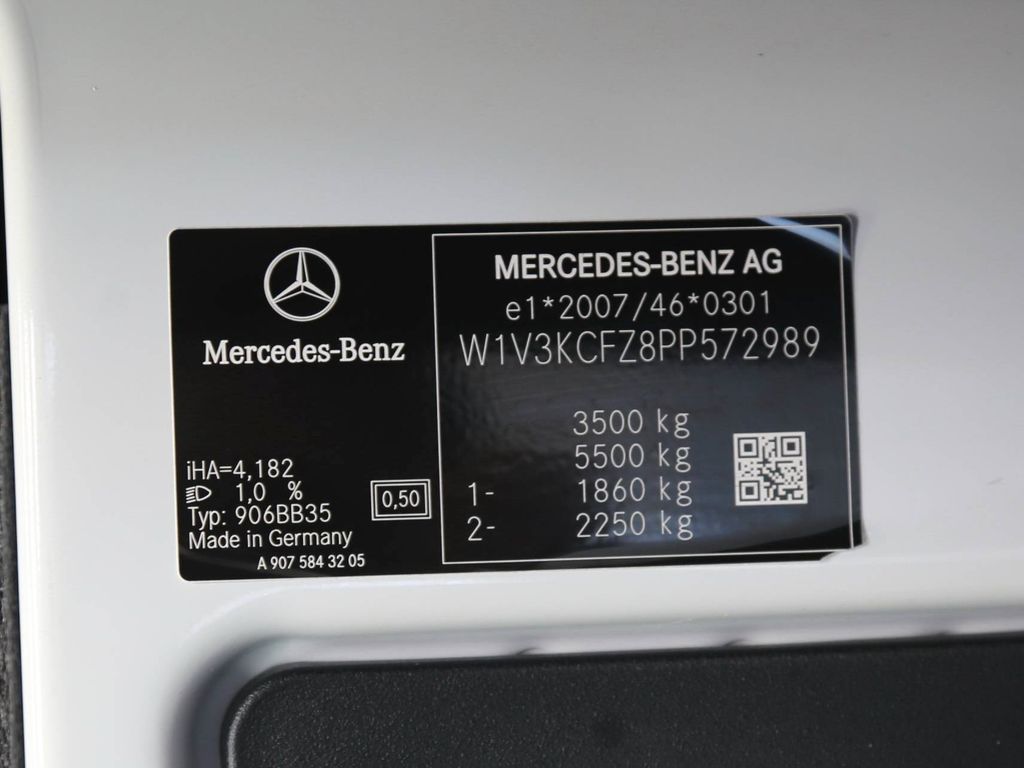 Mercedes-Benz
iHA=4,182
1,0 %
Typ: 906BB35
Made in Germany
A 907 584 32 05
0,50
MERCEDES-BENZ AG
e1*2007/46*0301
W1V3KCFZ8PP572989
3500 kg
5500 kg
1- 1860 kg
2- 2250 kg